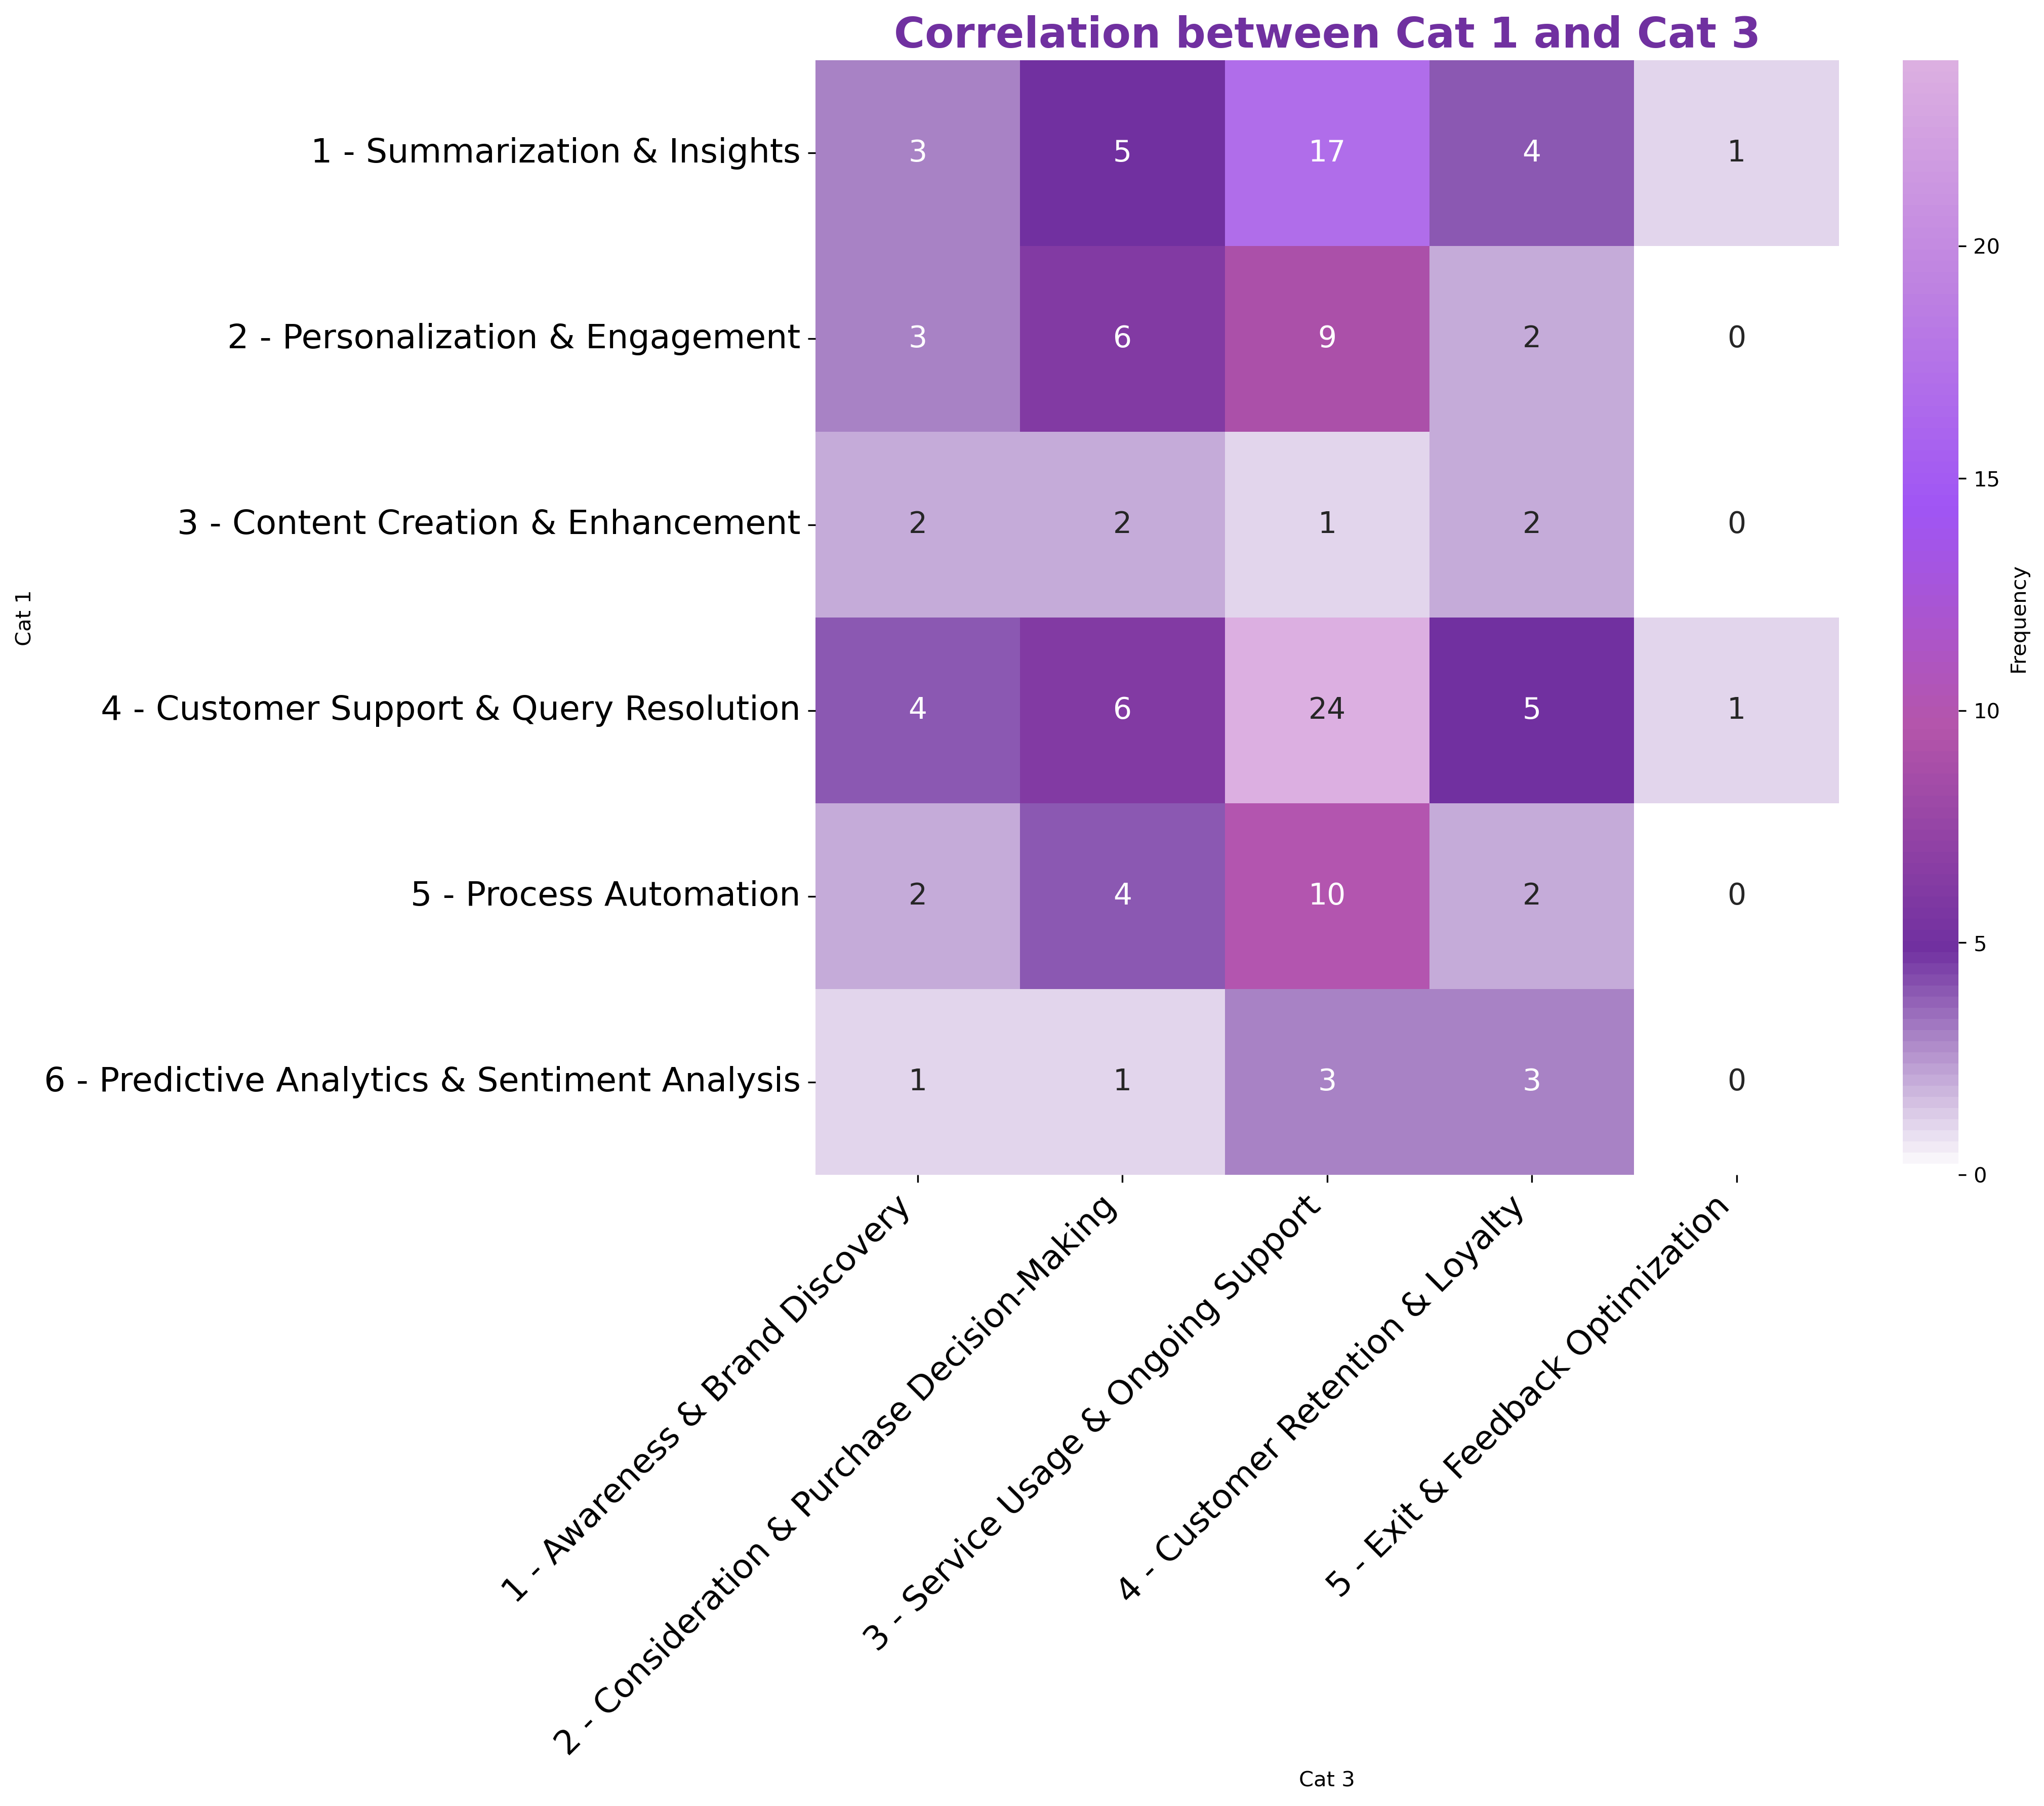 Correlation between Cat 1 and Cat 3
1 - Summarization & Insights 3 5 17 4 1
2 - Personalization & Engagement 3 6 9 2 0
3 - Content Creation & Enhancement 2 2 1 2 0
4 - Customer Support & Query Resolution 4 6 24 5 1
5 - Process Automation 2 4 10 2 0
6 - Predictive Analytics & Sentiment Analysis 1 1 3 3 0
Cat 1
1 - Awareness & Brand Discovery
2 - Consideration & Purchase Decision-Making
3 - Service Usage & Ongoing Support
4 - Customer Retention & Loyalty
5 - Exit & Feedback Optimization
Cat 3
20
15
10
5
0
Frequency